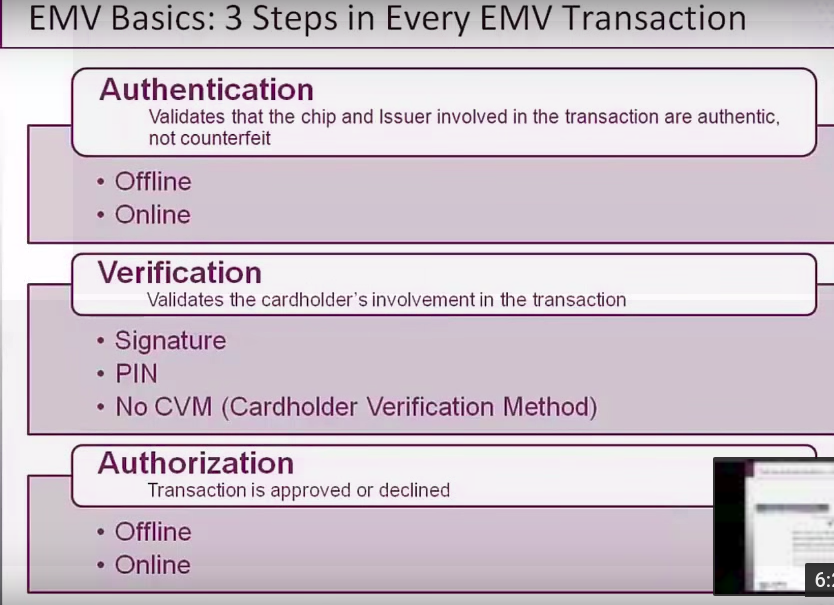 EMV Basics: 3 Steps in Every EMV Transaction
Authentication
Validates that the chip and Issuer involved in the transaction are authentic,
not counterfeit
• Offline
• Online
Verification
Validates the cardholder's involvement in the transaction
• Signature
• PIN
• No CVM (Cardholder Verification Method)
Authorization
Transaction is approved or declined
• Offline
• Online